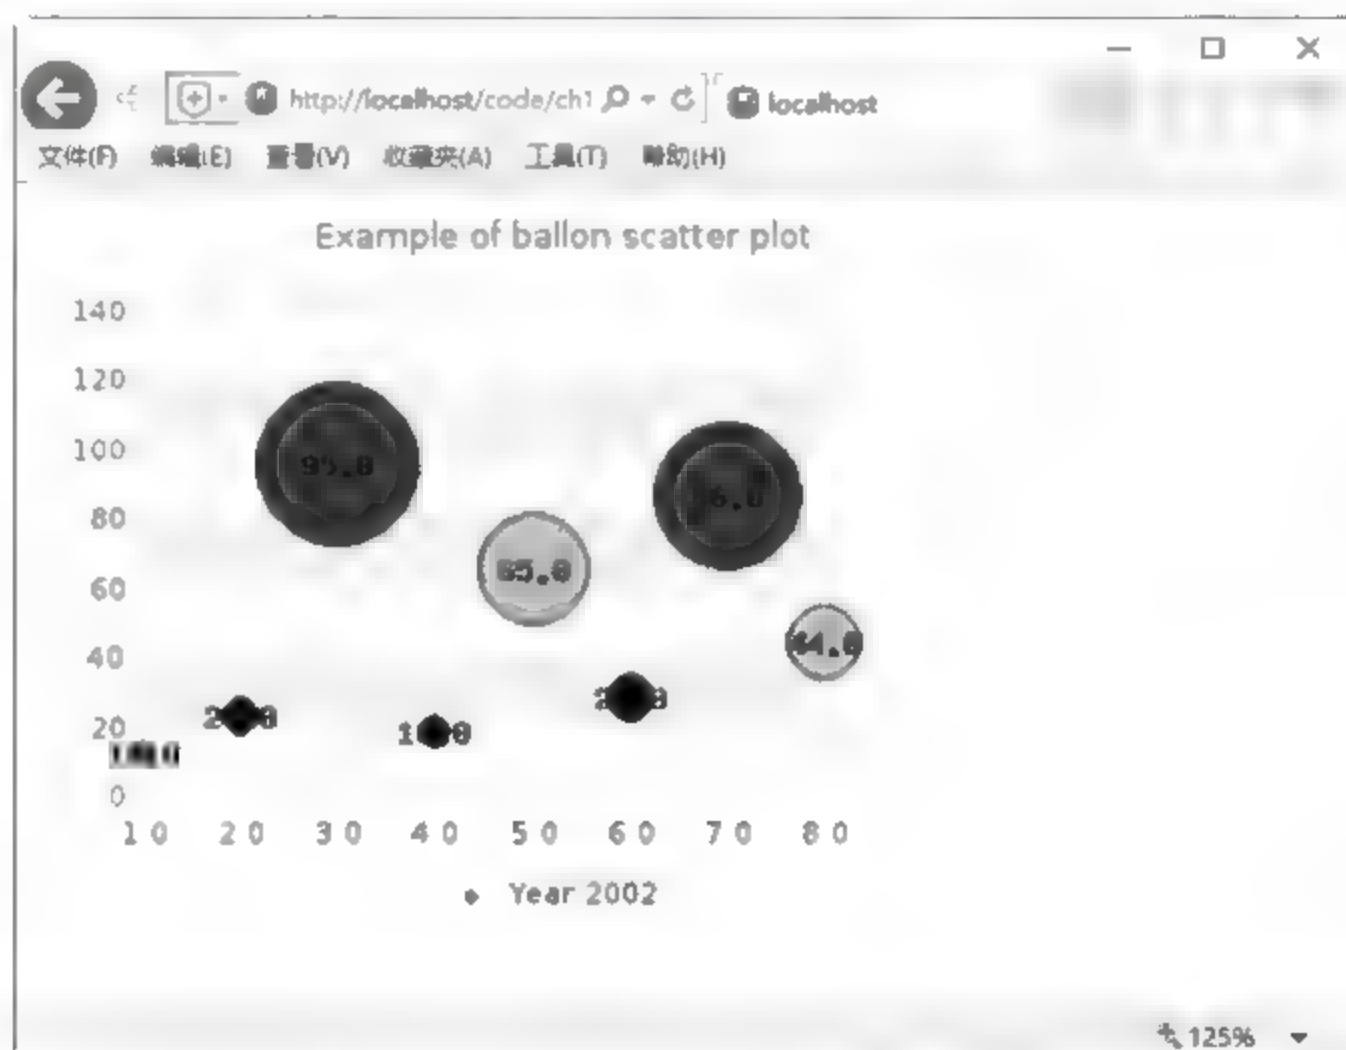 http://localhost/code/ch1 localhost
文件(F) 编辑(E) 查看(V) 收藏夹(A) 工具(T) 帮助(H)
Example of ballon scatter plot
140
120
100
80
60
40
20
0
10 20 30 40 50 60 70 80
Year 2002
125%